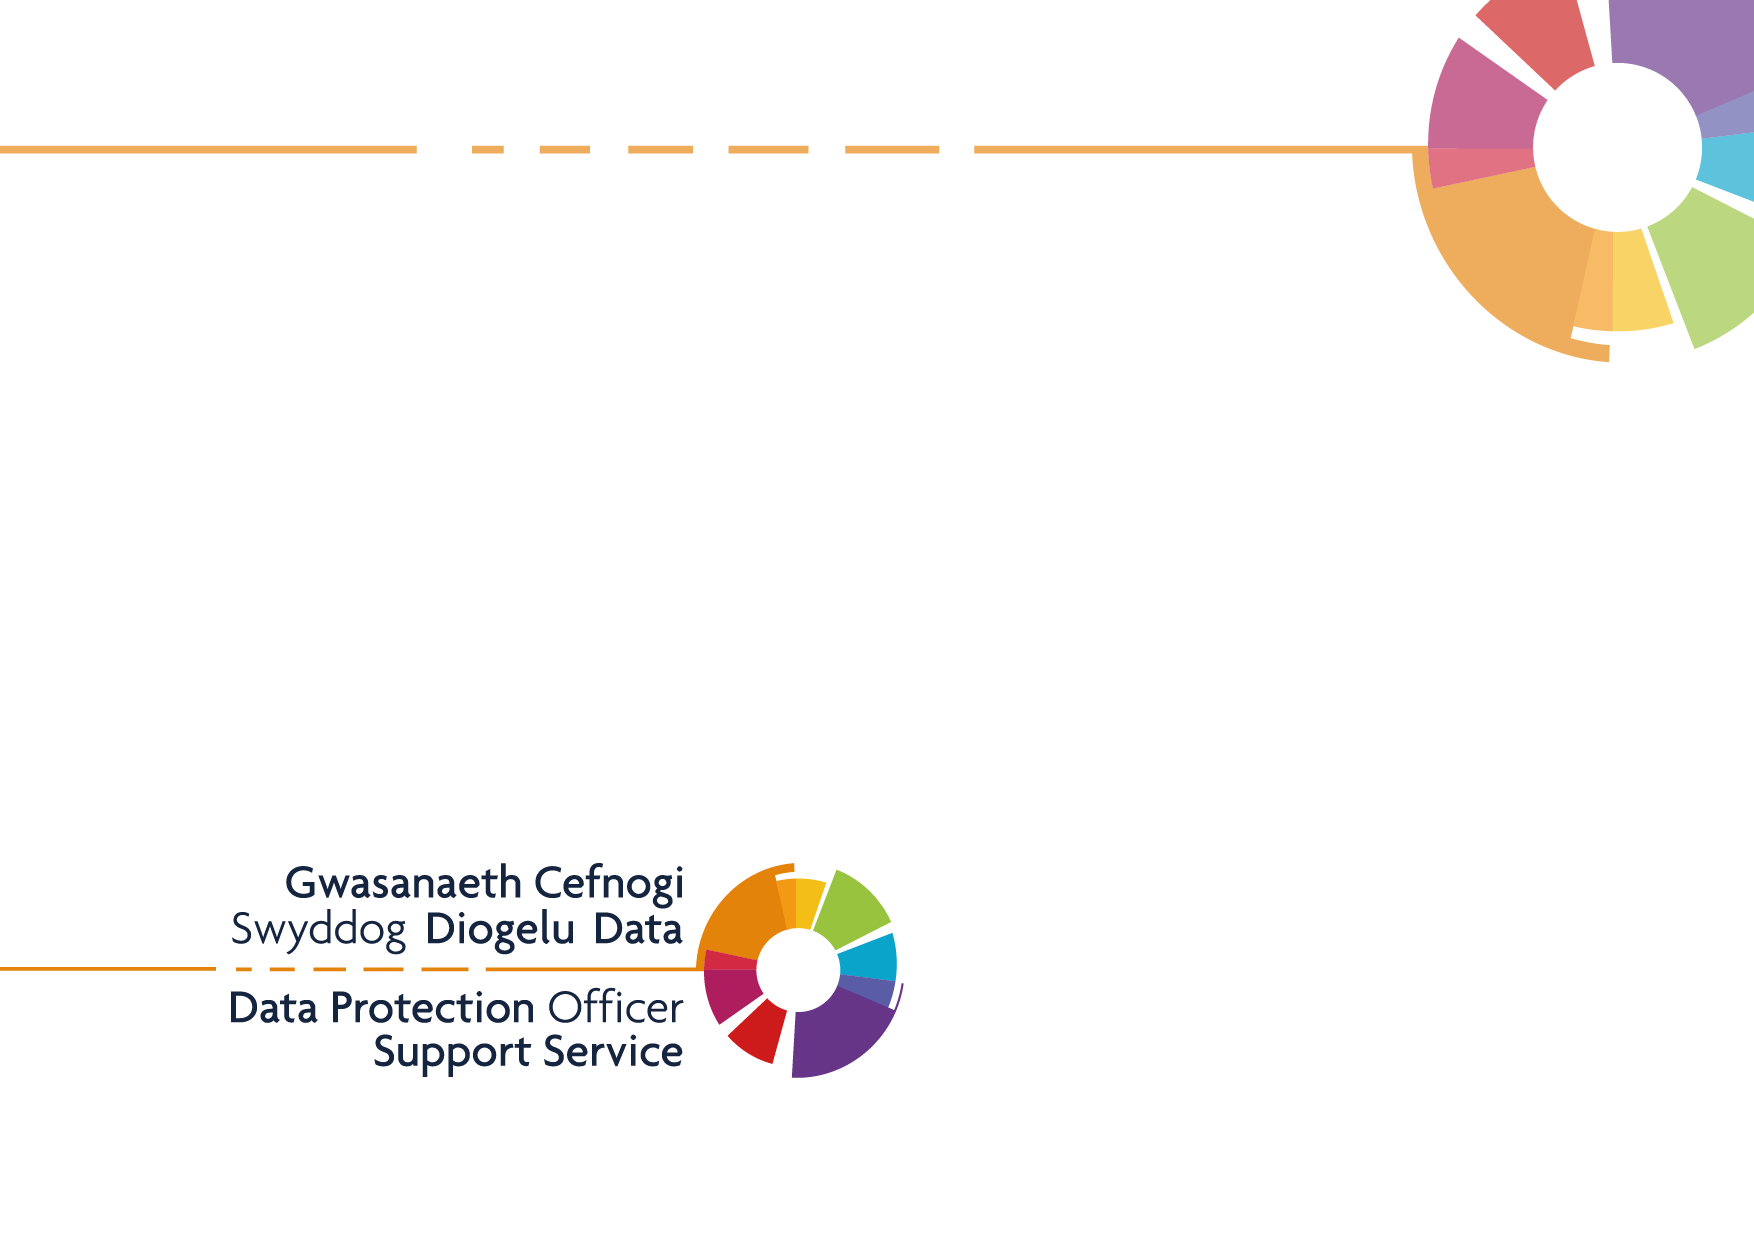 Gwasanaeth Cefnogi
Swyddog Diogelu Data
Data Protection Officer
Support Service